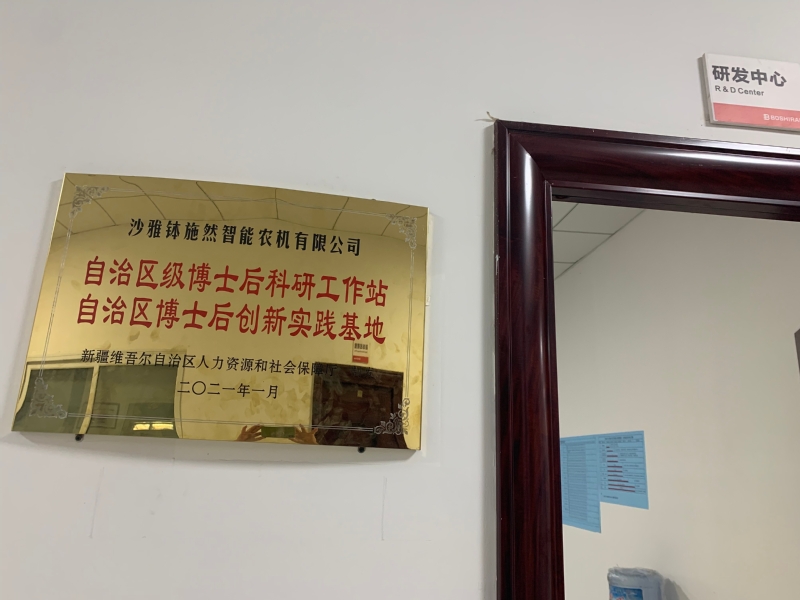 研发中心
R & D Center
沙雅钵施然智能农机有限公司
自治区级博士后科研工作站
自治区博士后创新实践基地
新疆维吾尔自治区人力资源和社会保障厅
二〇二一年一月